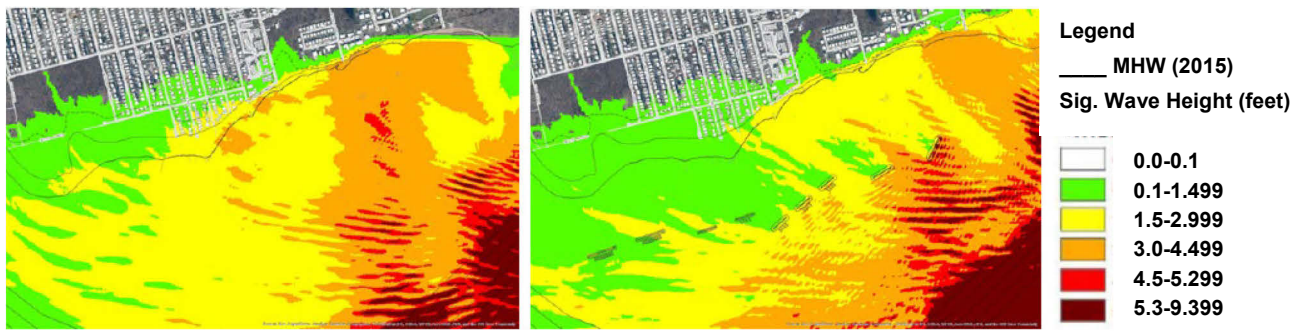 Legend
____ MHW (2015)
Sig. Wave Height (feet)
0.0-0.1
0.1-1.499
1.5-2.999
3.0-4.499
4.5-5.299
5.3-9.399